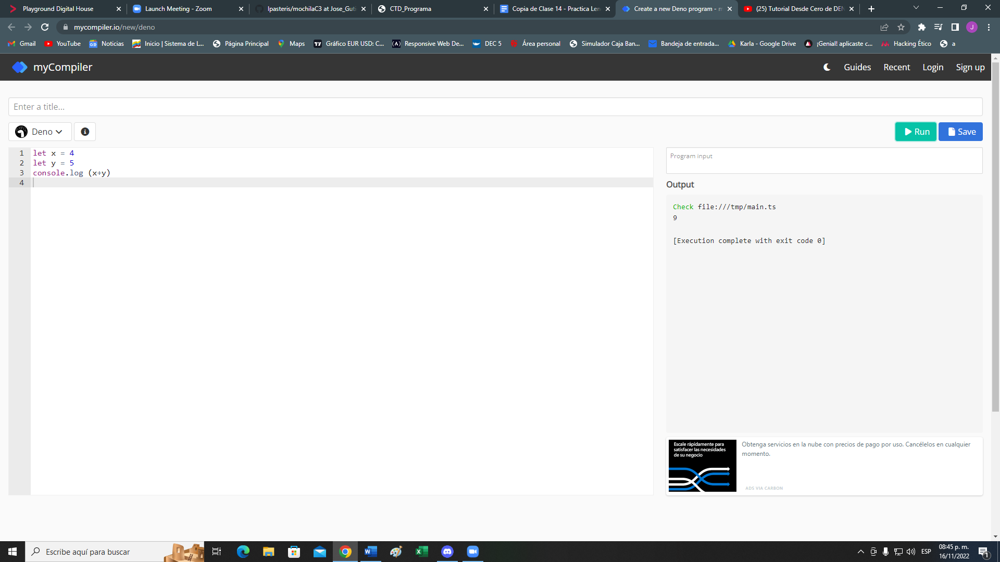 Playground Digital House
Launch Meeting - Zoom
lpasteris/mochilaC3 at Jose_Guti
CTD_Programa
Copia de Clase 14 - Practica Len
Create a new Deno program - m
(25) Tutorial Desde Cero de DEN
mycompiler.io/new/deno
J
Gmail
YouTube
Noticias
Inicio | Sistema de L...
Página Principal
Maps
Gráfico EUR USD: C...
Responsive Web De...
DEC 5
Área personal
Simulador Caja Ban...
Bandeja de entrada...
Karla - Google Drive
¡Genial! aplicaste c...
Hacking Ético
a
myCompiler
Guides
Recent
Login
Sign up
Enter a title...
Deno
Run
Save
1 let x = 4
2 let y = 5
3 console.log (x+y)
4
Program input
Output
Check file:///tmp/main.ts
9
[Execution complete with exit code 0]
Escale rápidamente para
satisfacer las necesidades
de su negocio
Obtenga servicios en la nube con precios de pago por uso. Cancélelos en cualquier
momento.
ADS VIA CARBON
Escribe aquí para buscar
ESP
08:45 p. m.
16/11/2022
1